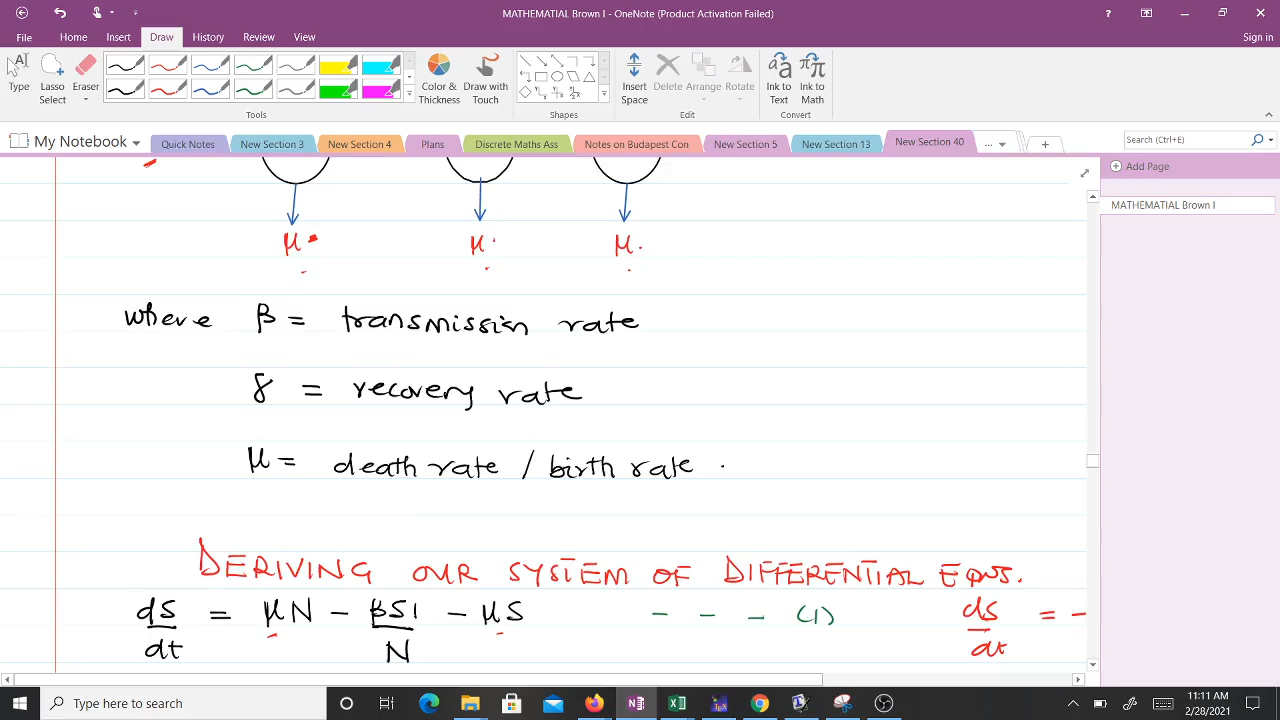 MATHEMATIAL Brown I - OneNote (Product Activation Failed)
File Home Insert Draw History Review View Sign in
Type Lasso Select Eraser Color & Thickness Draw with Touch Insert Space Delete Arrange Rotate Ink to Text Ink to Math
Tools Shapes Edit Convert
My Notebook Quick Notes New Section 3 New Section 4 Plans Discrete Maths Ass Notes on Budapest Con New Section 5 New Section 13 New Section 40 ... Search (Ctrl+E)
Add Page
MATHEMATIAL Brown I
μ μ μ
where β = transmission rate
γ = recovery rate
μ = death rate / birth rate .
DERIVING OUR SYSTEM OF DIFFERENTIAL EQNS.
dS/dt = μN - βSI/N - μS - - - (1) ds/dt = -
Type here to search
11:11 AM
2/28/2021